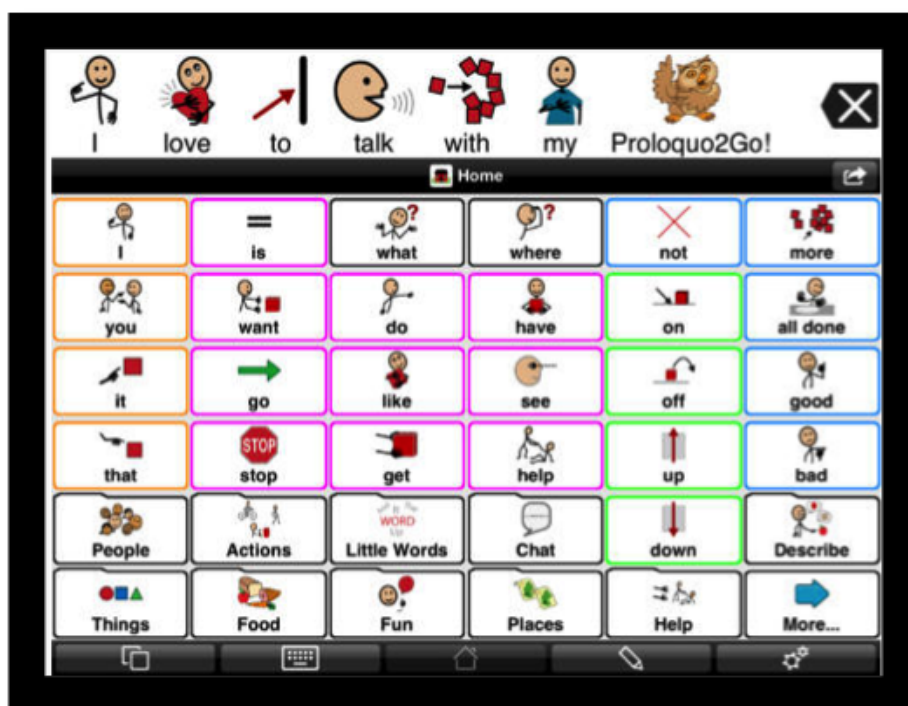 I love to talk with my Proloquo2Go!
Home
I is what where not more
you want do have on all done
it go like see off good
STOP
that stop get help up bad
WORD
People Actions Little Words Chat down Describe
Things Food Fun Places Help More...